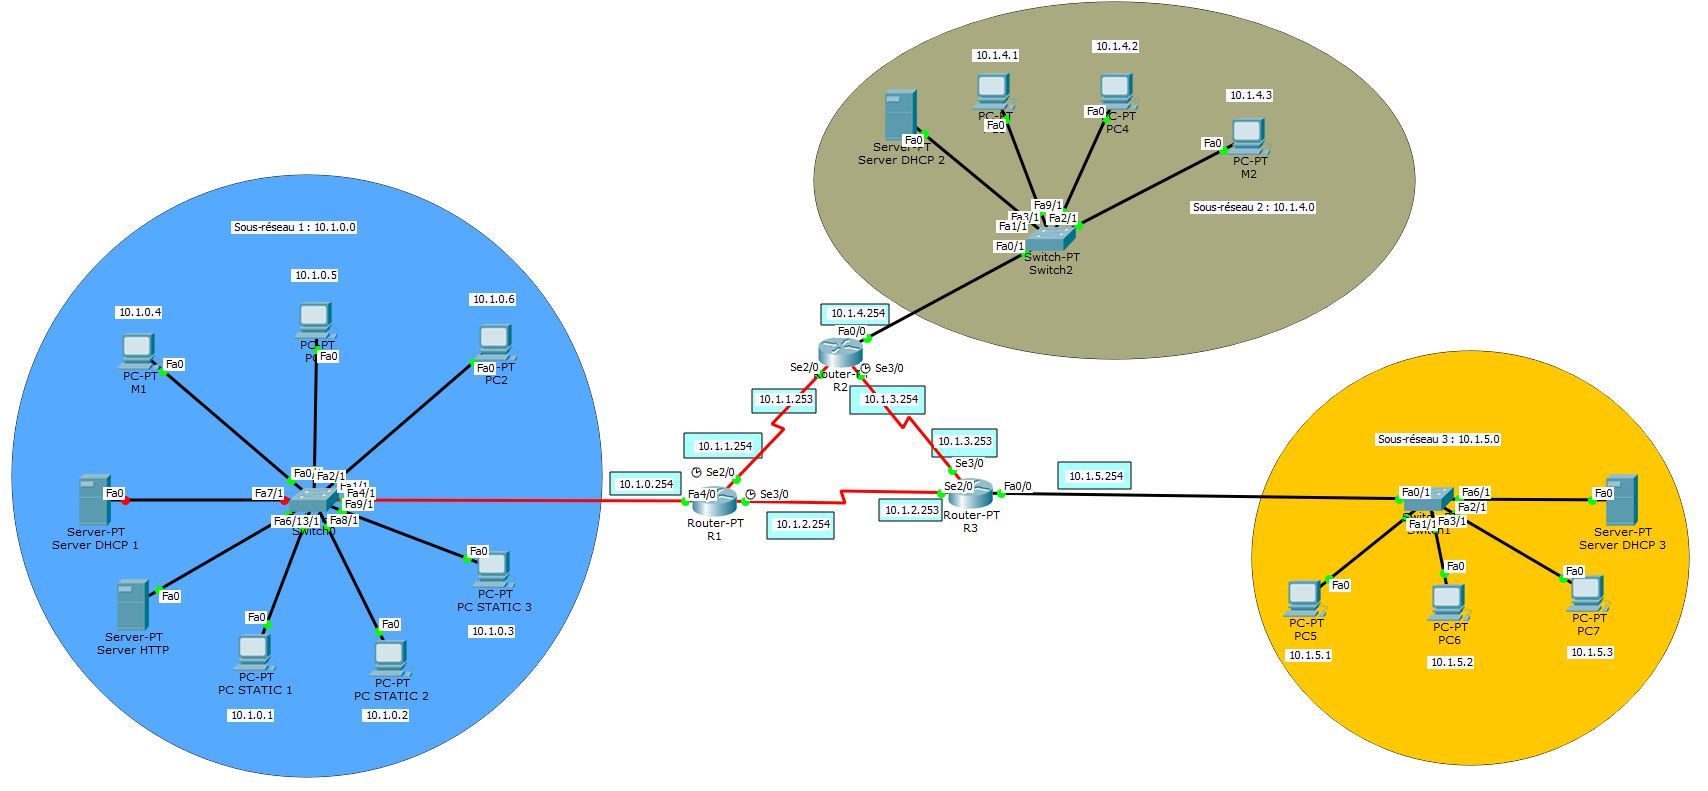 10.1.4.1
10.1.4.2
10.1.4.3
Fa0
Fa0
Fa0
Fa0
PC-PT
PC4
Server-PT
Server DHCP 2
PC-PT
M2
Sous-réseau 2 : 10.1.4.0
Fa9/1
Fa3/1
Fa2/1
Fa1/1
Fa0/1
Switch-PT
Switch2
Sous-réseau 1 : 10.1.0.0
10.1.0.5
10.1.0.6
10.1.0.4
PC-PT
Fa0
Fa0
PC-PT
M1
Fa0
PC2
Fa2/1
Fa4/1
Fa9/1
Fa7/1
Fa0
Fa8/1
Switch0
Server-PT
Server DHCP 1
Fa0
PC-PT
PC STATIC 3
10.1.0.3
Fa0
Server-PT
Server HTTP
Fa0
Fa0
PC-PT
PC STATIC 1
PC-PT
PC STATIC 2
10.1.0.1
10.1.0.2
10.1.4.254
Fa0/0
Se2/0
Se3/0
R2
10.1.1.253
10.1.3.254
10.1.1.254
10.1.3.253
Se2/0
Se3/0
10.1.0.254
Fa4/0
Se3/0
Router-PT
R1
10.1.2.254
10.1.2.253
Se2/0
Fa0/0
Router-PT
R3
10.1.5.254
Sous-réseau 3 : 10.1.5.0
Fa0/1
Fa6/1
Fa2/1
Fa1/1
Fa3/1
Fa0
Server-PT
Server DHCP 3
Fa0
Fa0
Fa0
PC-PT
PC5
PC-PT
PC6
PC-PT
PC7
10.1.5.1
10.1.5.2
10.1.5.3